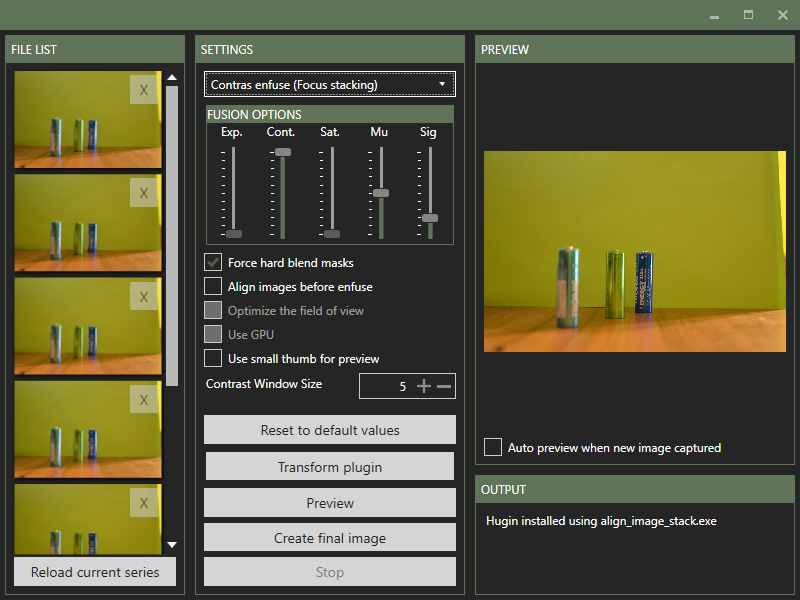 FILE LIST
X
X
X
X
X
Reload current series
SETTINGS
Contras enfuse (Focus stacking)
FUSION OPTIONS
Exp. Cont. Sat. Mu Sig
Force hard blend masks
Align images before enfuse
Optimize the field of view
Use GPU
Use small thumb for preview
Contrast Window Size 5
Reset to default values
Transform plugin
Preview
Create final image
Stop
PREVIEW
Auto preview when new image captured
OUTPUT
Hugin installed using align_image_stack.exe